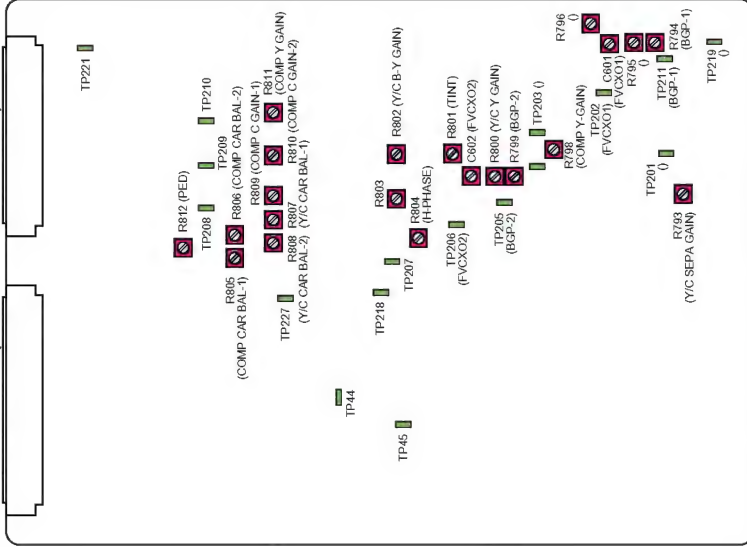 TP221
TP210
TP209
TP208
R812 (PED)
R811
(COMP Y GAIN)
R810 (COMP C GAIN-2)
R809 (COMP C GAIN-1)
R806 (COMP CAR BAL-2)
R805
(COMP CAR BAL-1)
R807
(Y/C CAR BAL-1)
R808
(Y/C CAR BAL-2)
TP227
TP44
TP45
TP218
TP207
R802 (Y/C B-Y GAIN)
R803
R804
(H-PHASE)
R801 (TINT)
C602 (FVCXO2)
R800 (Y/C Y GAIN)
R799 (BGP-2)
TP206
(FVCXO2)
TP205
(BGP-2)
TP203 ()
R798
(COMP Y-GAIN)
TP202
(FVCXO1)
R796
()
C601
(FVCXO1)
R795
()
R794
(BGP-1)
TP211
(BGP-1)
TP219
()
TP201
()
R793
(Y/C SEPA GAIN)